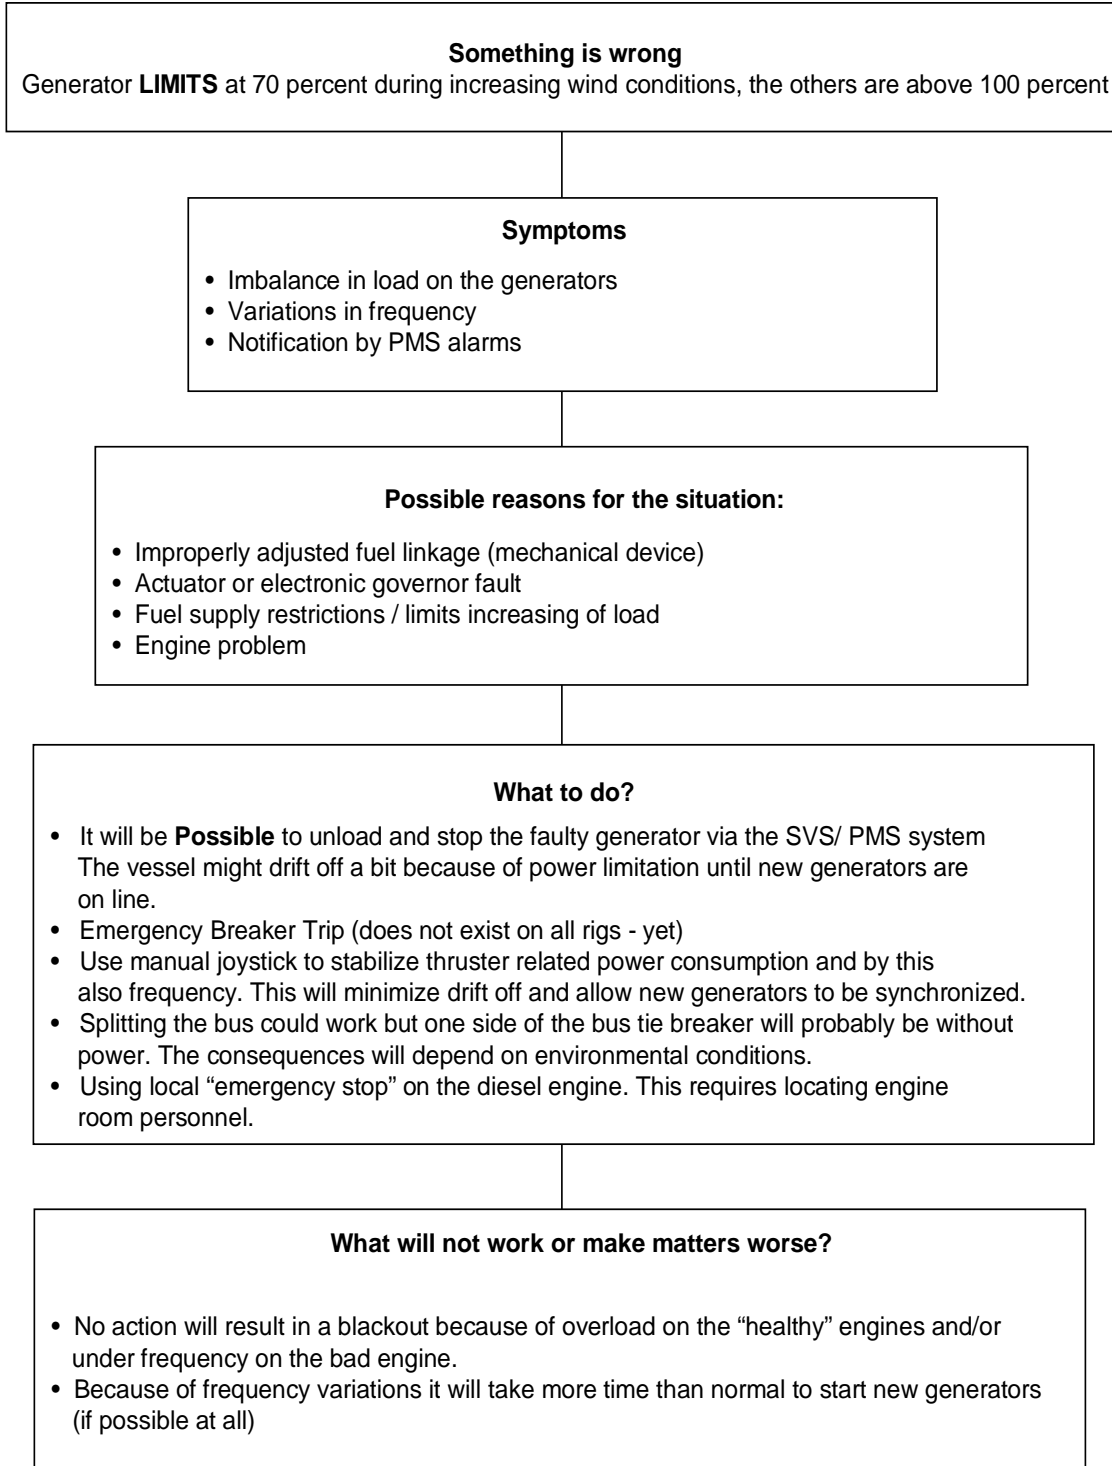 Something is wrong
Generator LIMITS at 70 percent during increasing wind conditions, the others are above 100 percent
Symptoms
• Imbalance in load on the generators
• Variations in frequency
• Notification by PMS alarms
Possible reasons for the situation:
• Improperly adjusted fuel linkage (mechanical device)
• Actuator or electronic governor fault
• Fuel supply restrictions / limits increasing of load
• Engine problem
What to do?
• It will be Possible to unload and stop the faulty generator via the SVS/ PMS system
The vessel might drift off a bit because of power limitation until new generators are
on line.
• Emergency Breaker Trip (does not exist on all rigs - yet)
• Use manual joystick to stabilize thruster related power consumption and by this
also frequency. This will minimize drift off and allow new generators to be synchronized.
• Splitting the bus could work but one side of the bus tie breaker will probably be without
power. The consequences will depend on environmental conditions.
• Using local “emergency stop” on the diesel engine. This requires locating engine
room personnel.
What will not work or make matters worse?
• No action will result in a blackout because of overload on the “healthy” engines and/or
under frequency on the bad engine.
• Because of frequency variations it will take more time than normal to start new generators
(if possible at all)